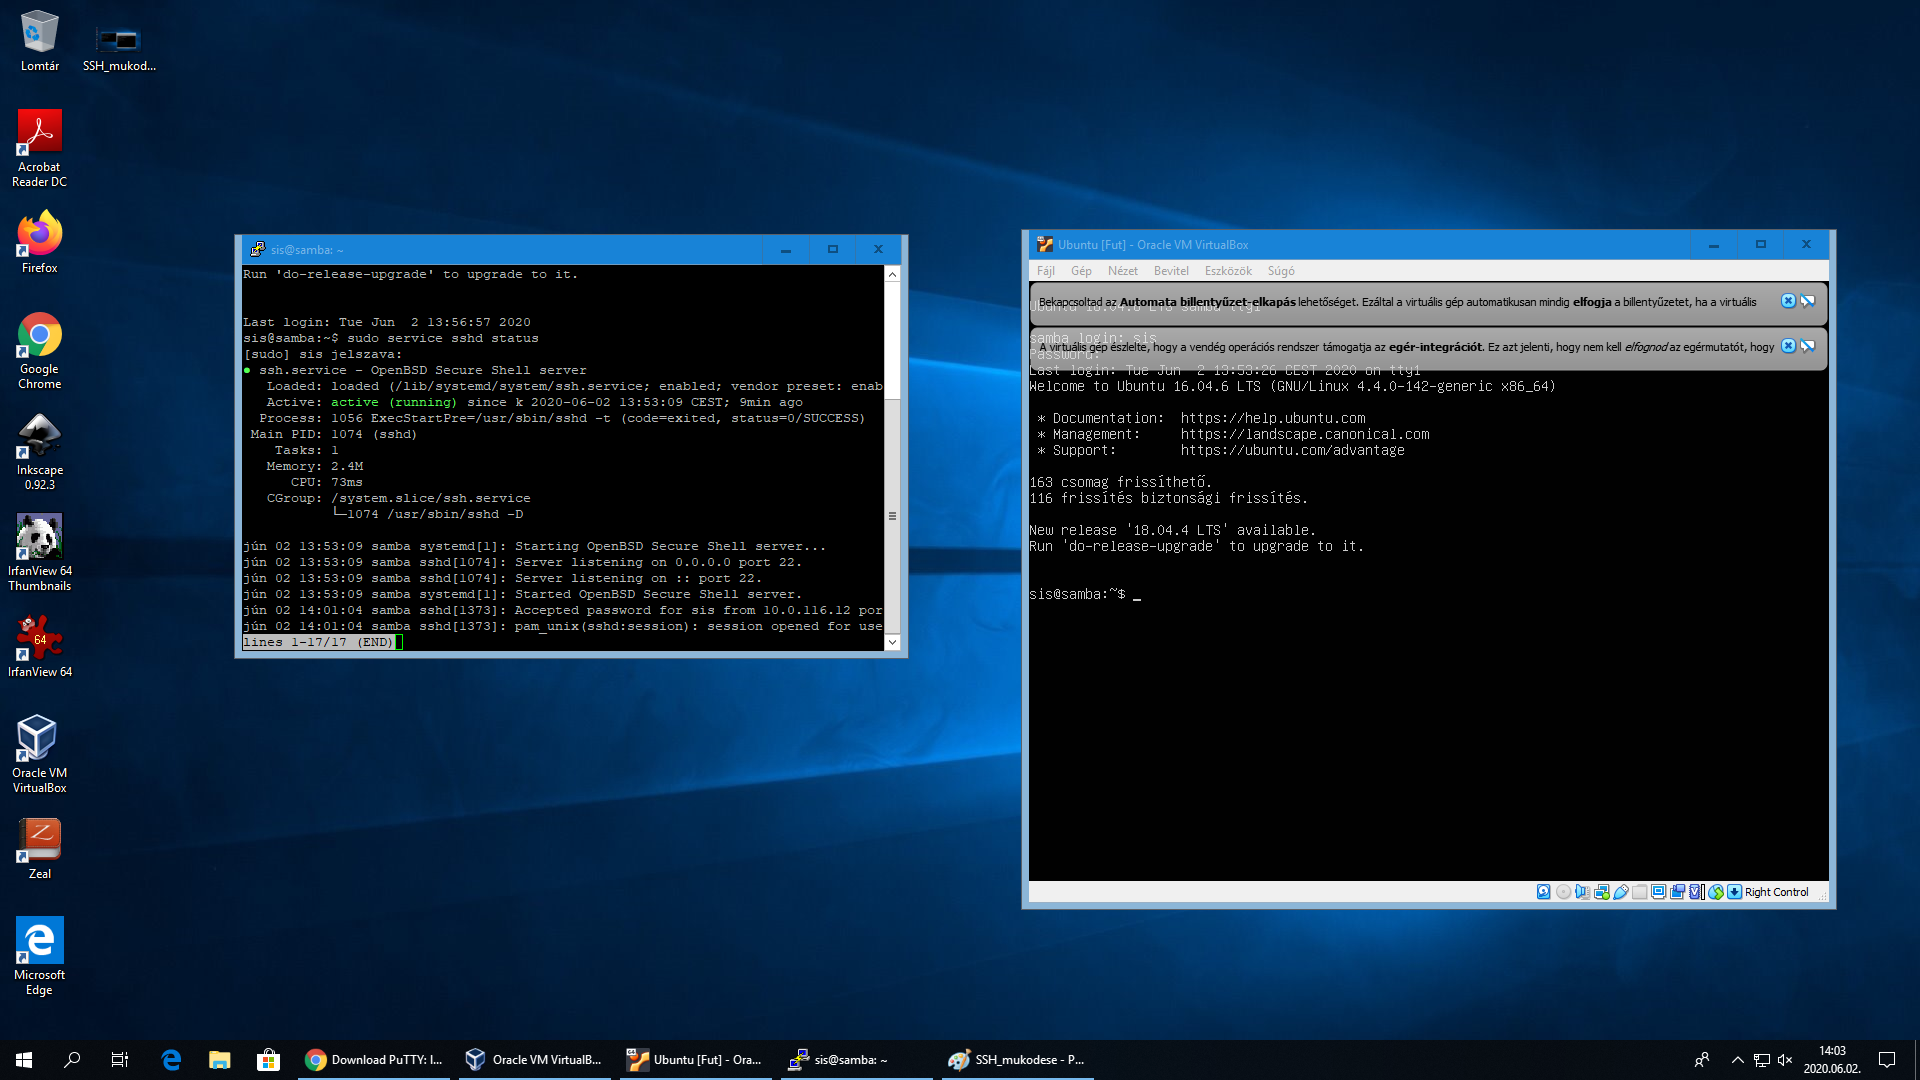 Lomtár
SSH_mukod...
Acrobat
Reader DC
Firefox
Google
Chrome
Inkscape
0.92.3
IrfanView 64
Thumbnails
64
IrfanView 64
Oracle VM
VirtualBox
Zeal
Microsoft
Edge
sis@samba: ~
Run 'do-release-upgrade' to upgrade to it.
Last login: Tue Jun  2 13:56:57 2020
sis@samba:~$ sudo service sshd status
[sudo] sis jelszava:
● ssh.service - OpenBSD Secure Shell server
Loaded: loaded (/lib/systemd/system/ssh.service; enabled; vendor preset: enab
Active: active (running) since k 2020-06-02 13:53:09 CEST; 9min ago
Process: 1056 ExecStartPre=/usr/sbin/sshd -t (code=exited, status=0/SUCCESS)
Main PID: 1074 (sshd)
Tasks: 1
Memory: 2.4M
CPU: 73ms
CGroup: /system.slice/ssh.service
└─1074 /usr/sbin/sshd -D
jún 02 13:53:09 samba systemd[1]: Starting OpenBSD Secure Shell server...
jún 02 13:53:09 samba sshd[1074]: Server listening on 0.0.0.0 port 22.
jún 02 13:53:09 samba sshd[1074]: Server listening on :: port 22.
jún 02 13:53:09 samba systemd[1]: Started OpenBSD Secure Shell server.
jún 02 14:01:04 samba sshd[1373]: Accepted password for sis from 10.0.116.12 por
jún 02 14:01:04 samba sshd[1373]: pam_unix(sshd:session): session opened for use
lines 1-17/17 (END)
Ubuntu [Fut] - Oracle VM VirtualBox
Fájl Gép Nézet Bevitel Eszközök Súgó
Bekapcsoltad az Automata billentyűzet-elkapás lehetőséget. Ezáltal a virtuális gép automatikusan mindig elfogja a billentyűzetet, ha a virtuális
Ubuntu 16.04.6 LTS samba tty1
samba login: sis
A virtuális gép észlelte, hogy a vendég operációs rendszer támogatja az egér-integrációt. Ez azt jelenti, hogy nem kell elfognod az egérmutatót, hogy
Password:
Last login: Tue Jun  2 13:53:26 CEST 2020 on tty1
Welcome to Ubuntu 16.04.6 LTS (GNU/Linux 4.4.0-142-generic x86_64)
* Documentation:  https://help.ubuntu.com
* Management:     https://landscape.canonical.com
* Support:        https://ubuntu.com/advantage
163 csomag frissíthető.
116 frissítés biztonsági frissítés.
New release '18.04.4 LTS' available.
Run 'do-release-upgrade' to upgrade to it.
sis@samba:~$ _
Right Control
Download PuTTY: l... Oracle VM VirtualB... Ubuntu [Fut] - Ora... sis@samba: ~ SSH_mukodese - P...
14:03
2020.06.02.